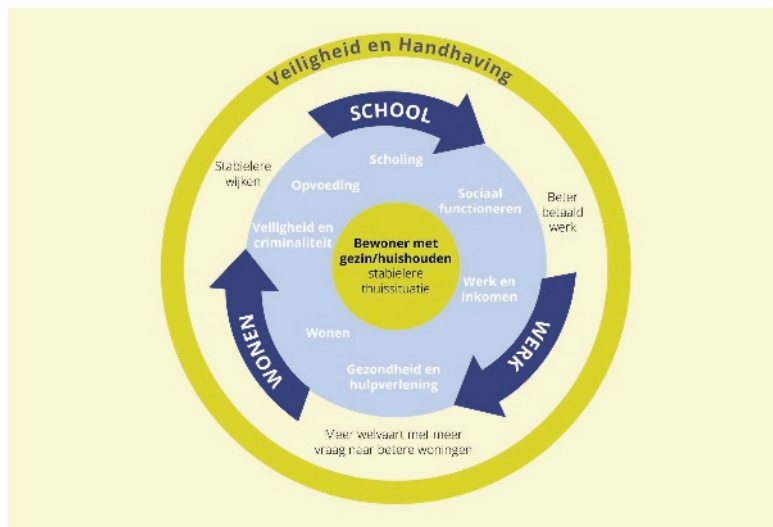 Veiligheid en Handhaving
SCHOOL
Scholing
Stabielere
wijken
Opvoeding
Sociaal
functioneren
Beter
betaald
werk
Veiligheid en
criminaliteit
Bewoner met
gezin/huishouden
stabielere
thuissituatie
Werk en
inkomen
WONEN
Wonen
WERK
Gezondheid en
hulpverlening
Meer welvaart met meer
vraag naar betere woningen